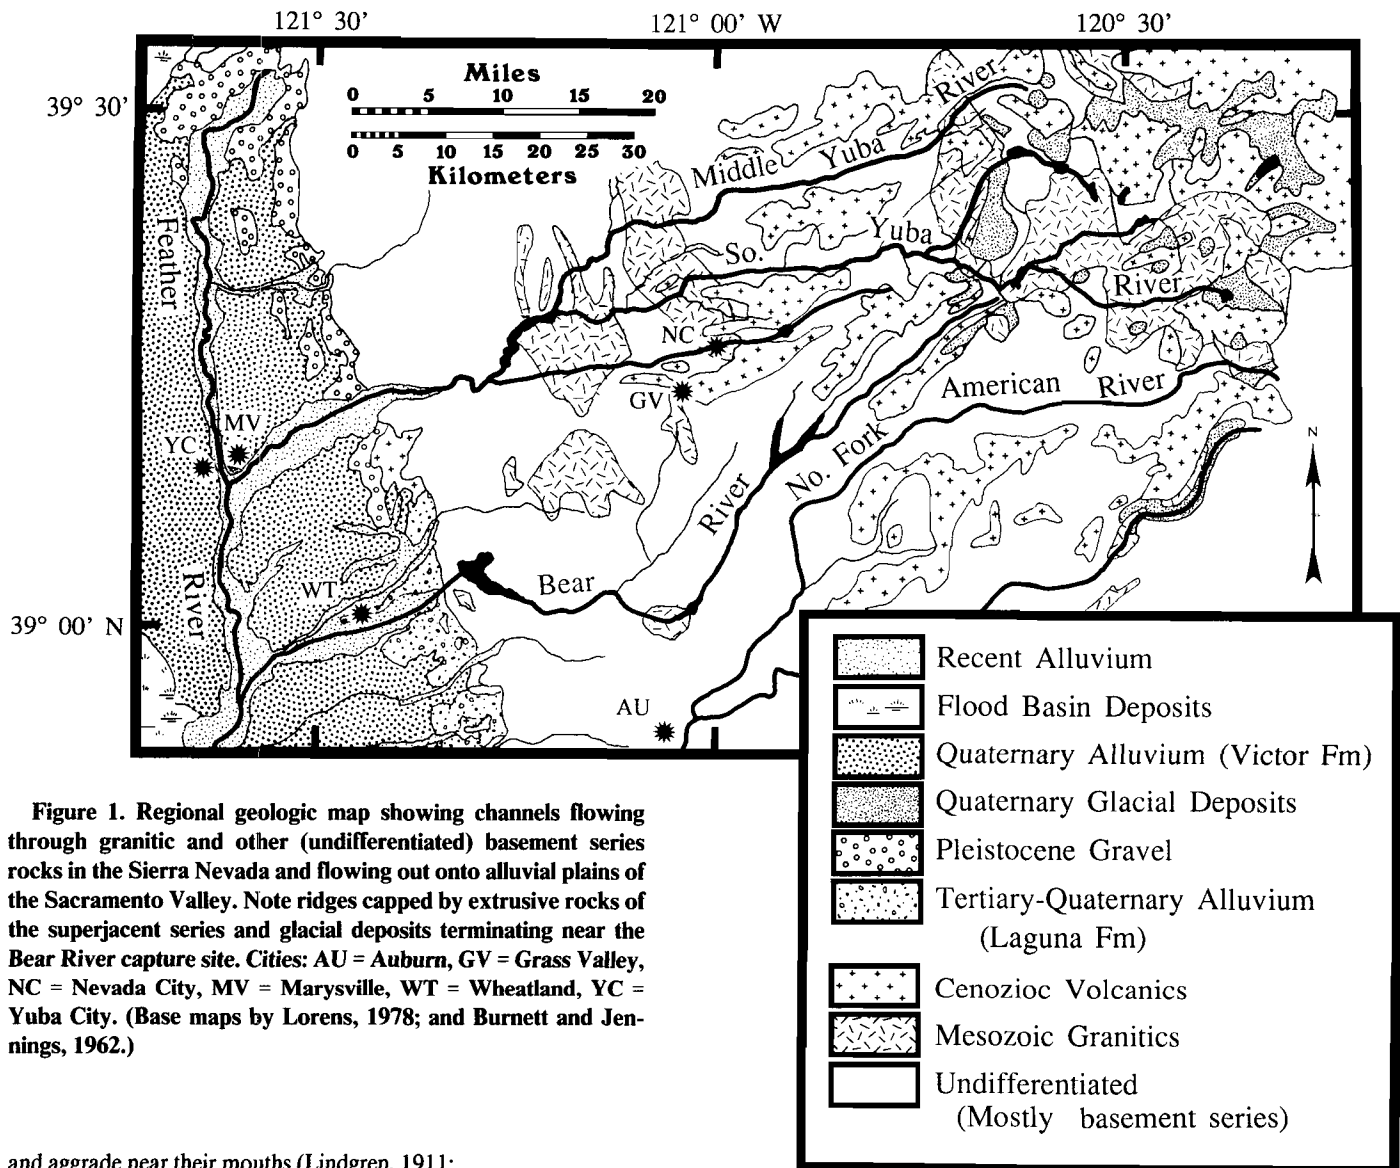 121° 30'
121° 00' W
120° 30'
39° 30'
39° 00' N
Miles
0 5 10 15 20
0 5 10 15 20 25 30
Kilometers
Middle Yuba River
So. Yuba River
Feather River
NC
GV
MV
YC
WT
AU
American River
No. Fork
Bear River
N
Recent Alluvium
Flood Basin Deposits
Quaternary Alluvium (Victor Fm)
Quaternary Glacial Deposits
Pleistocene Gravel
Tertiary-Quaternary Alluvium
(Laguna Fm)
Cenozioc Volcanics
Mesozoic Granitics
Undifferentiated
(Mostly basement series)
Figure 1. Regional geologic map showing channels flowing
through granitic and other (undifferentiated) basement series
rocks in the Sierra Nevada and flowing out onto alluvial plains of
the Sacramento Valley. Note ridges capped by extrusive rocks of
the superjacent series and glacial deposits terminating near the
Bear River capture site. Cities: AU = Auburn, GV = Grass Valley,
NC = Nevada City, MV = Marysville, WT = Wheatland, YC =
Yuba City. (Base maps by Lorens, 1978; and Burnett and Jen-
nings, 1962.)
and aggrade near their mouths (Lindgren, 1911;